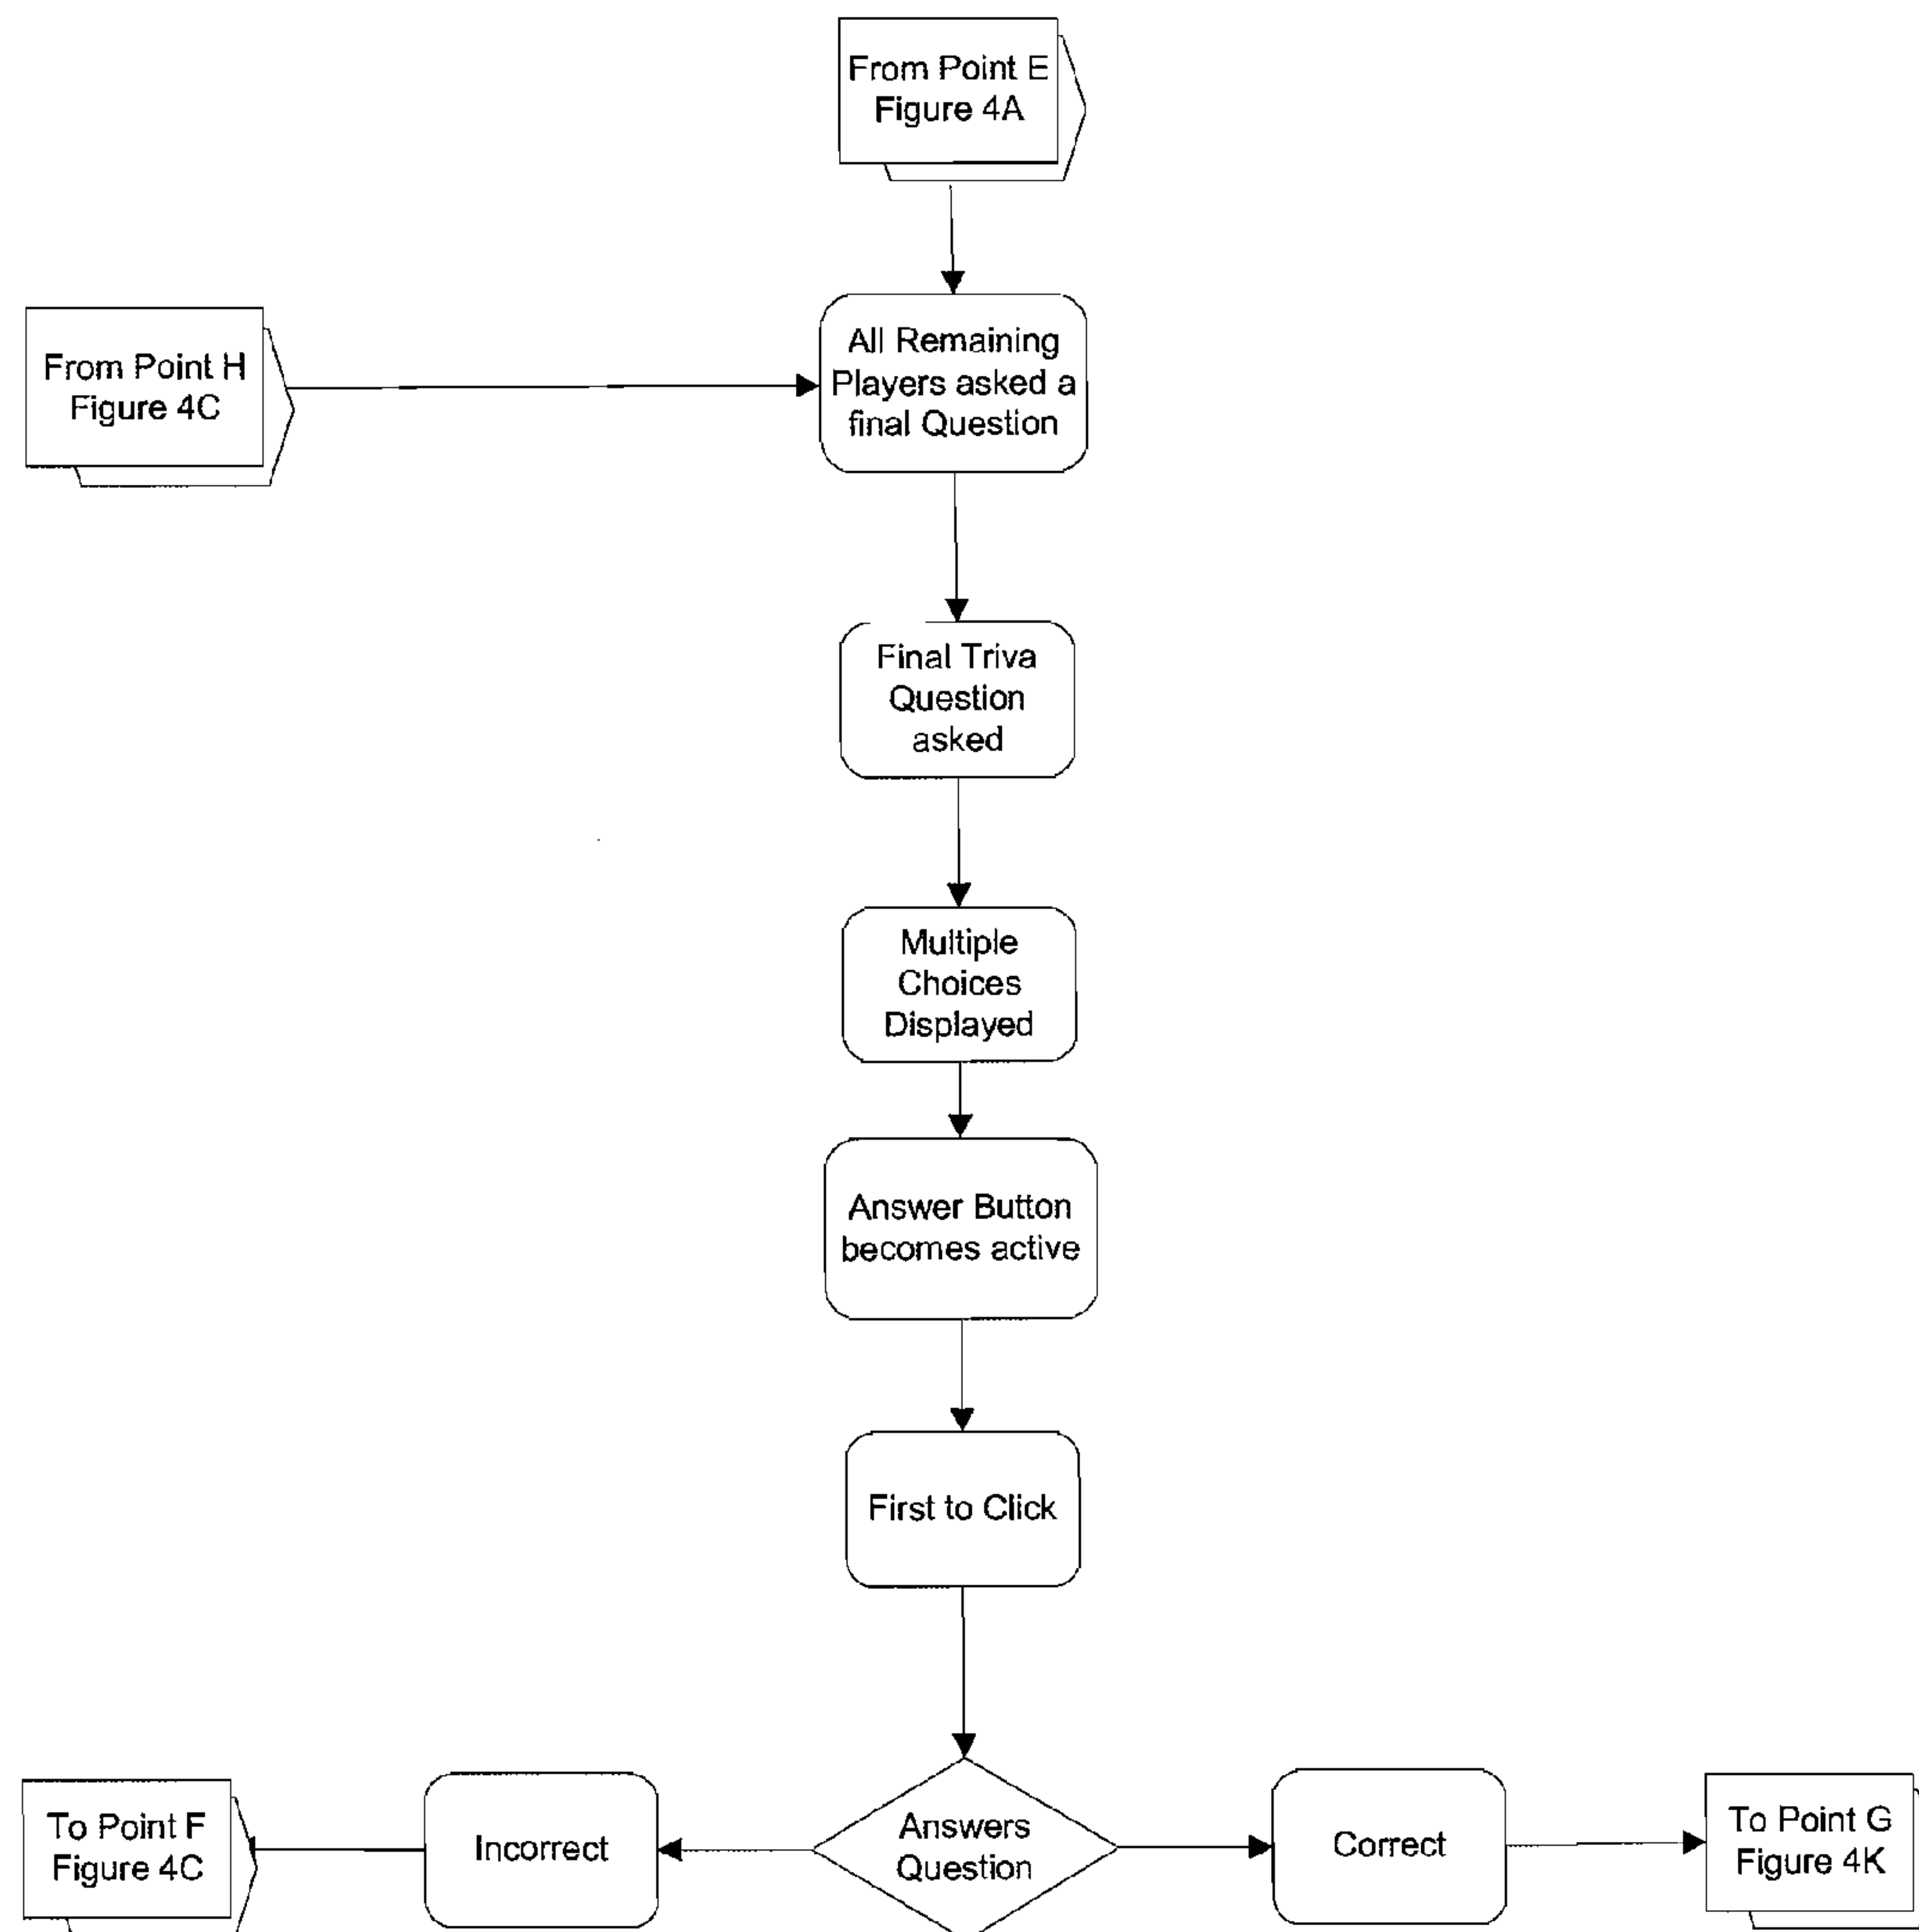 From Point E
Figure 4A
From Point H
Figure 4C
All Remaining
Players asked a
final Question
Final Triva
Question
asked
Multiple
Choices
Displayed
Answer Button
becomes active
First to Click
To Point F
Figure 4C
Incorrect
Answers
Question
Correct
To Point G
Figure 4K